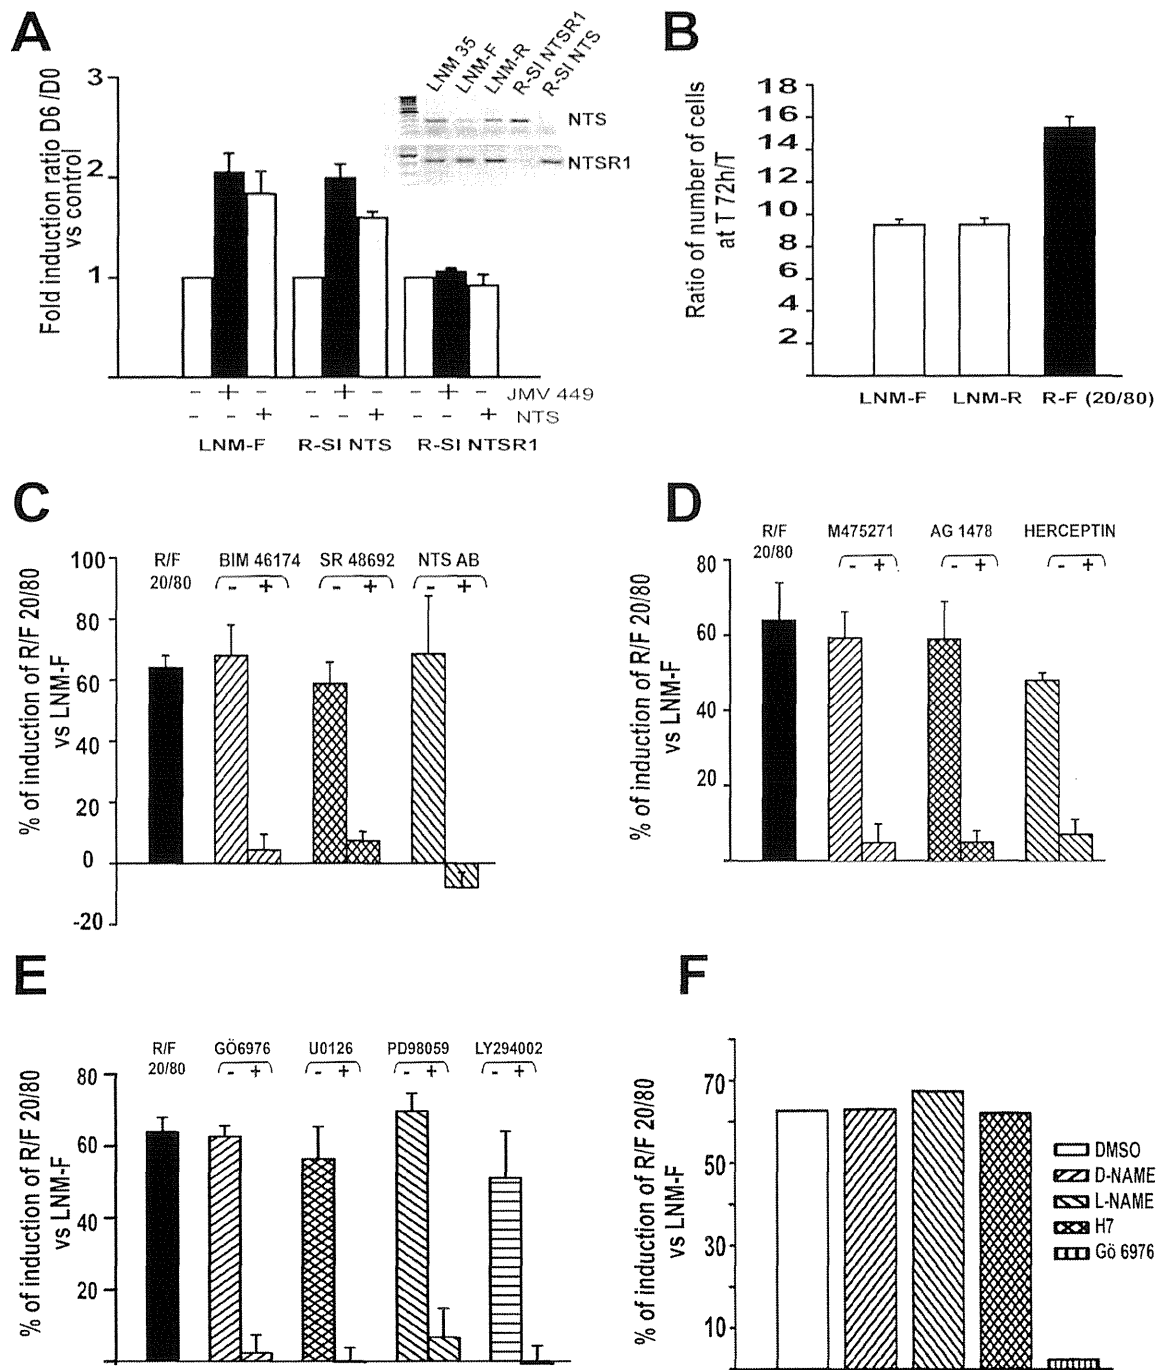 A
Fold induction ratio D6 /D0
vs control
3
2
1
LNM 35
LNM-F
LNM-R
R-SI NTSR1
R-SI NTS
NTS
NTSR1
- + - - + - - + - JMV 449
- - + - - + - - + NTS
LNM-F R-SI NTS R-SI NTSR1
B
Ratio of number of cells
at T 72h/T
18
16
14
12
10
8
6
4
2
LNM-F LNM-R R-F (20/80)
C
% of induction of R/F 20/80
vs LNM-F
100
80
60
40
20
0
-20
R/F
20/80
BIM 46174 SR 48692 NTS AB
- + - + - +
D
% of induction of R/F 20/80
vs LNM-F
80
60
40
20
R/F
20/80
M475271 AG 1478 HERCEPTIN
- + - + - +
E
% of induction of R/F 20/80
vs LNM-F
80
60
40
20
R/F
20/80
GÖ6976 U0126 PD98059 LY294002
- + - + - + - +
F
% of induction of R/F 20/80
vs LNM-F
70
50
30
10
DMSO
D-NAME
L-NAME
H7
Gö 6976